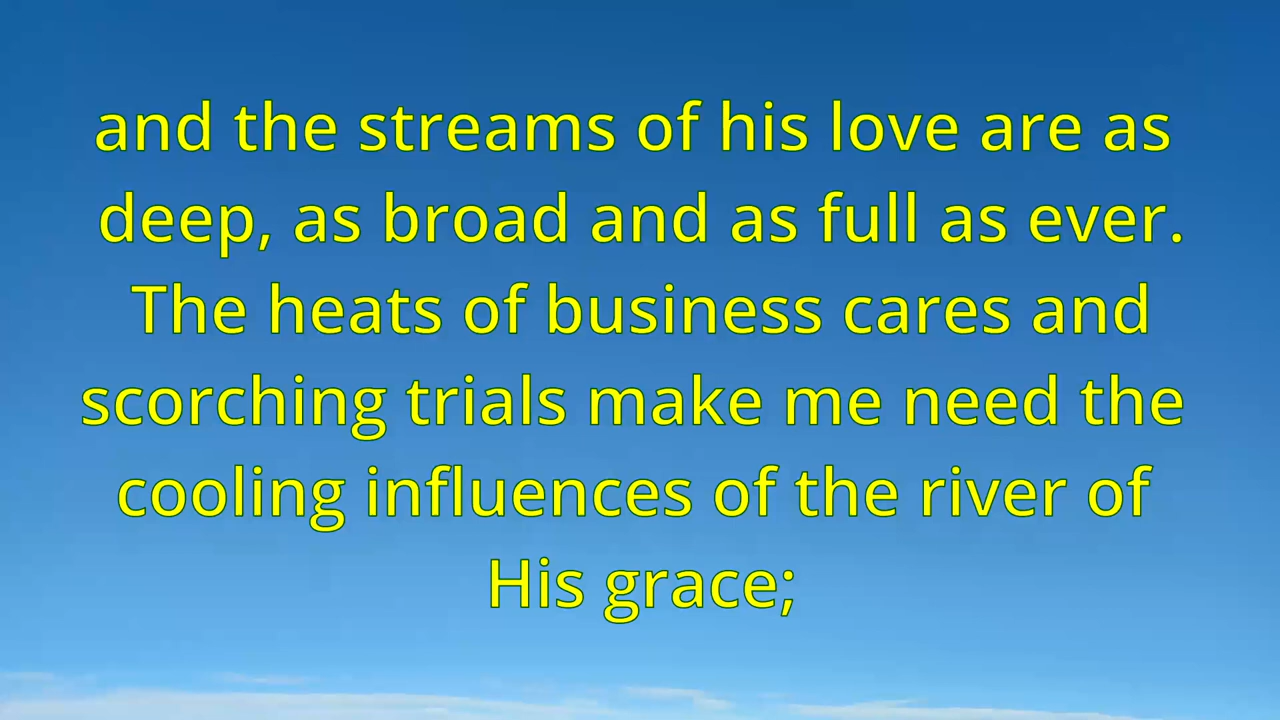 and the streams of his love are as
deep, as broad and as full as ever.
The heats of business cares and
scorching trials make me need the
cooling influences of the river of
His grace;